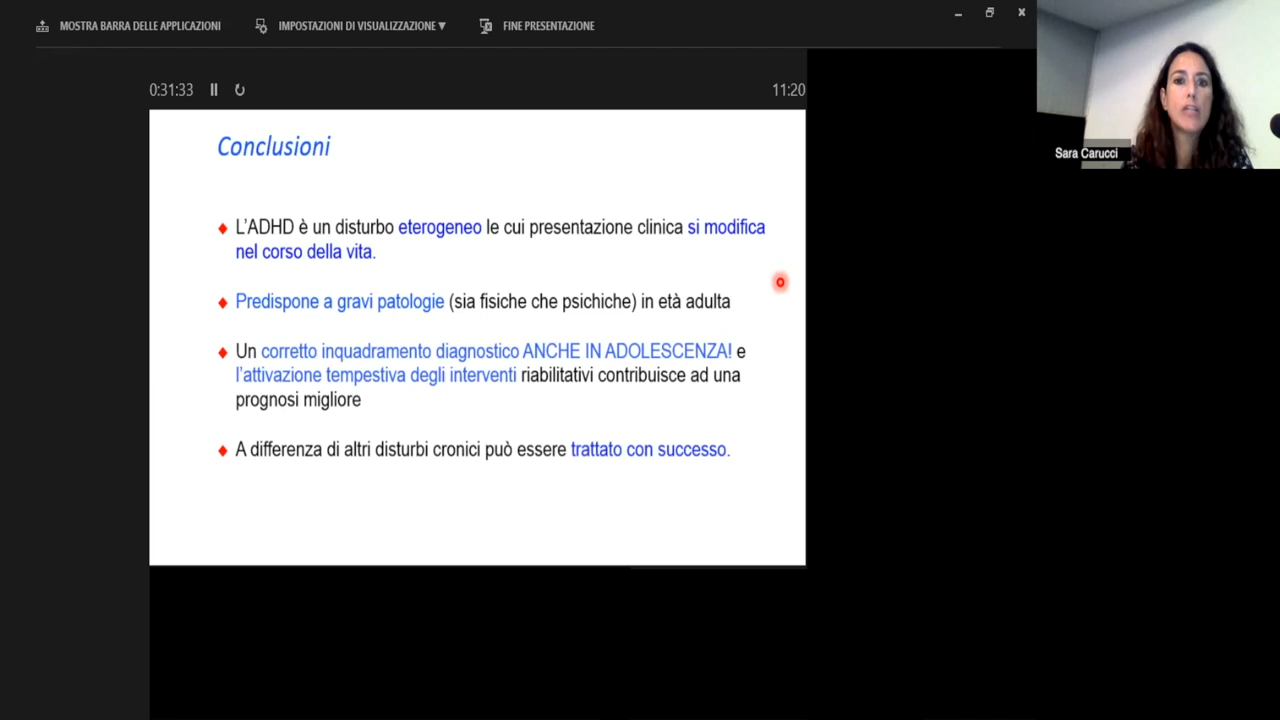 MOSTRA BARRA DELLE APPLICAZIONI
IMPOSTAZIONI DI VISUALIZZAZIONE ▼
FINE PRESENTAZIONE
0:31:33
11:20
Sara Carucci
Conclusioni
L'ADHD è un disturbo eterogeneo le cui presentazione clinica si modifica
nel corso della vita.
Predispone a gravi patologie (sia fisiche che psichiche) in età adulta
Un corretto inquadramento diagnostico ANCHE IN ADOLESCENZA! e
l'attivazione tempestiva degli interventi riabilitativi contribuisce ad una
prognosi migliore
A differenza di altri disturbi cronici può essere trattato con successo.